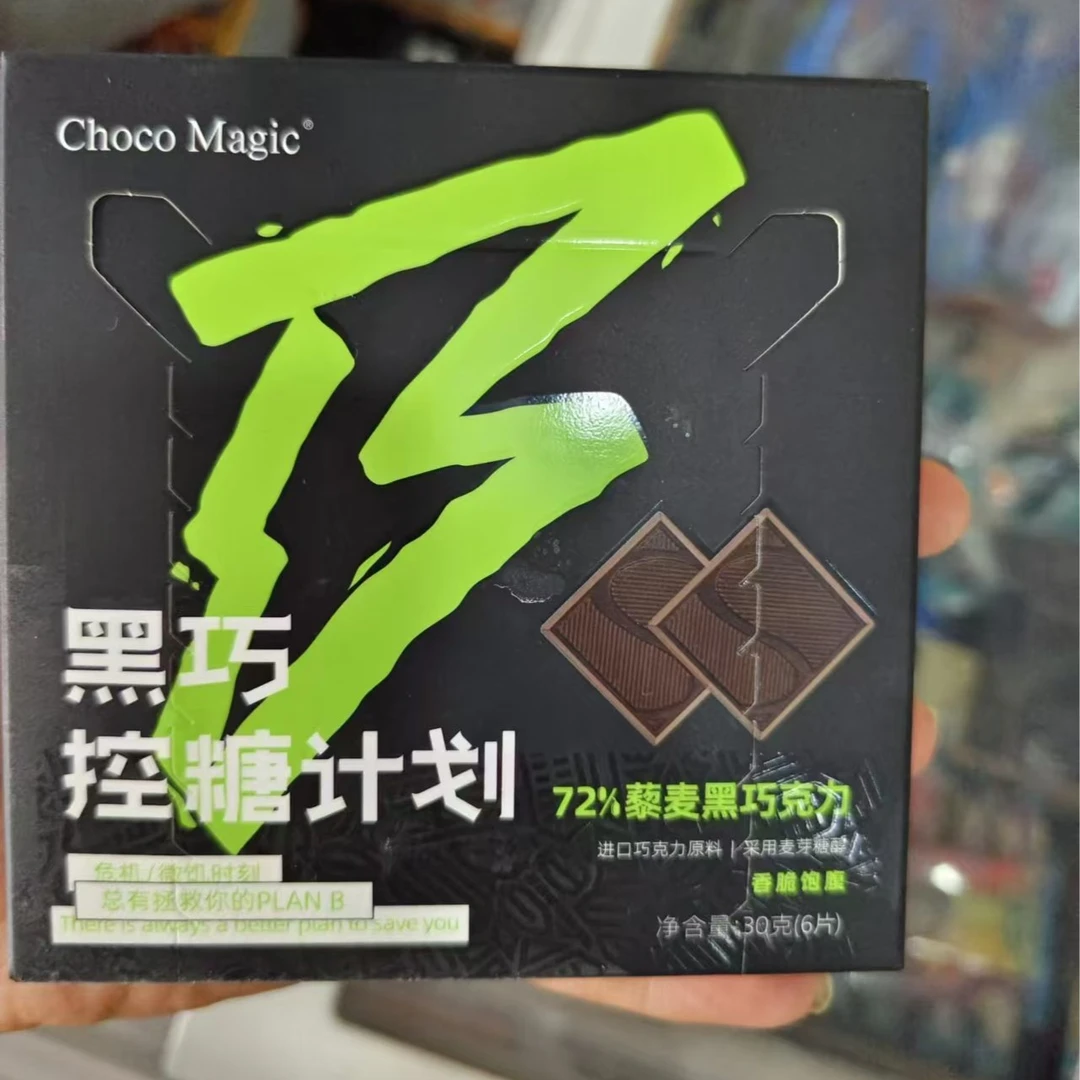 Choco Magic®
B
黑巧
控糖计划
72%藜麦黑巧克力
进口巧克力原料 | 采用麦芽糖醇
香脆饱腹
净含量:30克(6片)
危机/微饥时刻
总有拯救你的PLAN B
There is always a better plan to save you